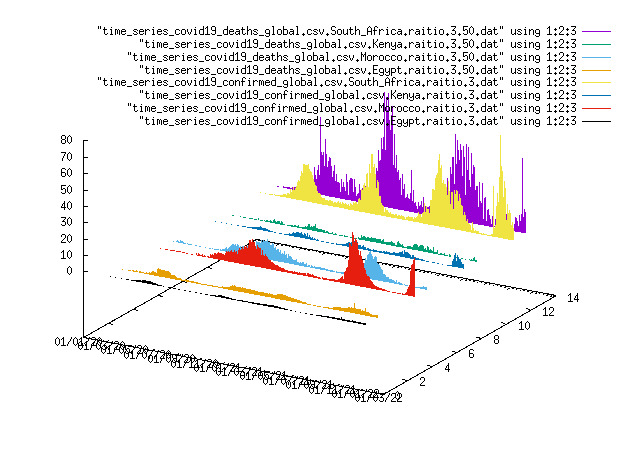 "time_series_covid19_deaths_global.csv.South_Africa.raitio.3.50.dat" using 1:2:3
"time_series_covid19_deaths_global.csv.Kenya.raitio.3.50.dat" using 1:2:3
"time_series_covid19_deaths_global.csv.Morocco.raitio.3.50.dat" using 1:2:3
"time_series_covid19_deaths_global.csv.Egypt.raitio.3.50.dat" using 1:2:3
"time_series_covid19_confirmed_global.csv.South_Africa.raitio.3.dat" using 1:2:3
"time_series_covid19_confirmed_global.csv.Kenya.raitio.3.dat" using 1:2:3
"time_series_covid19_confirmed_global.csv.Morocco.raitio.3.dat" using 1:2:3
"time_series_covid19_confirmed_global.csv.Egypt.raitio.3.dat" using 1:2:3
80
70
60
50
40
30
20
10
0
14
12
10
8
6
4
2
0
01/03/22